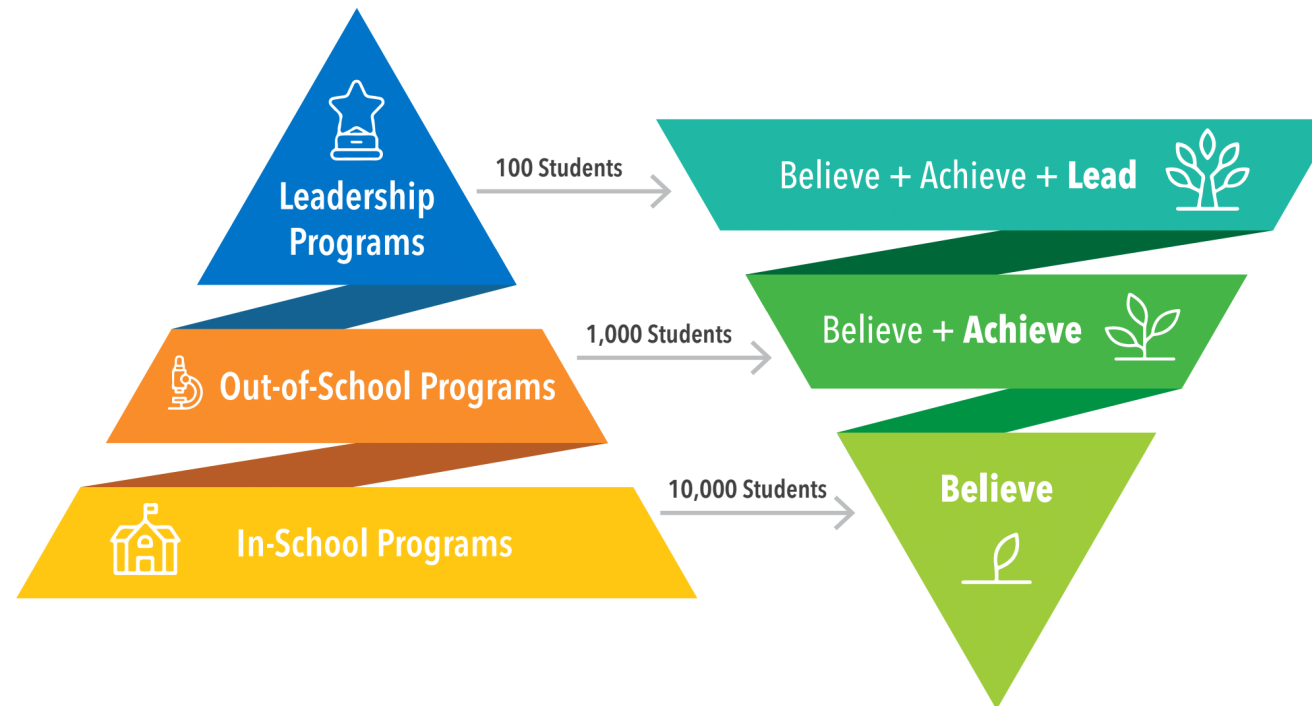 Leadership
Programs
100 Students
Believe + Achieve + Lead
Out-of-School Programs
1,000 Students
Believe + Achieve
In-School Programs
10,000 Students
Believe